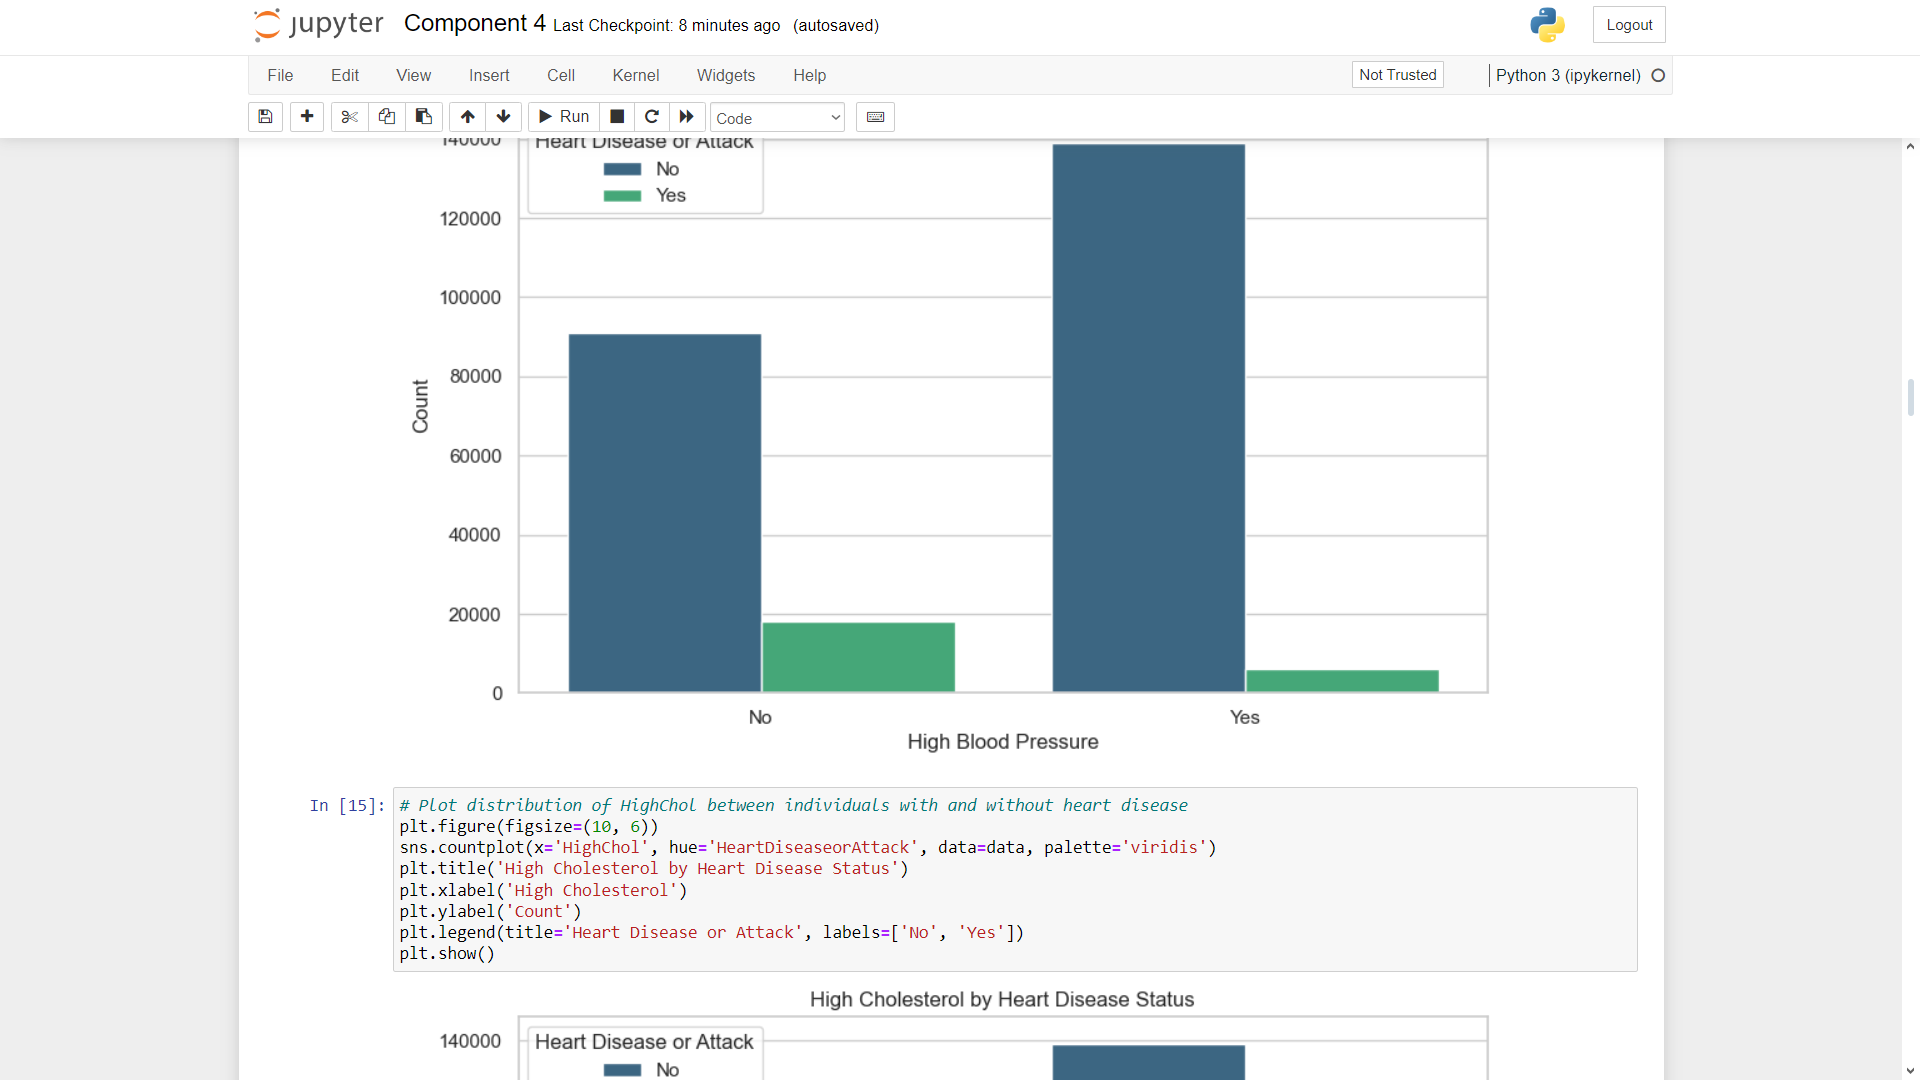 jupyter Component 4 Last Checkpoint: 8 minutes ago (autosaved) Logout
File Edit View Insert Cell Kernel Widgets Help Not Trusted Python 3 (ipykernel)
Run Code
140000 Heart Disease or Attack
No
Yes
120000
100000
80000
60000
40000
20000
0
Count
No Yes
High Blood Pressure
In [15]: # Plot distribution of HighChol between individuals with and without heart disease
plt.figure(figsize=(10, 6))
sns.countplot(x='HighChol', hue='HeartDiseaseorAttack', data=data, palette='viridis')
plt.title('High Cholesterol by Heart Disease Status')
plt.xlabel('High Cholesterol')
plt.ylabel('Count')
plt.legend(title='Heart Disease or Attack', labels=['No', 'Yes'])
plt.show()
High Cholesterol by Heart Disease Status
140000 Heart Disease or Attack
No